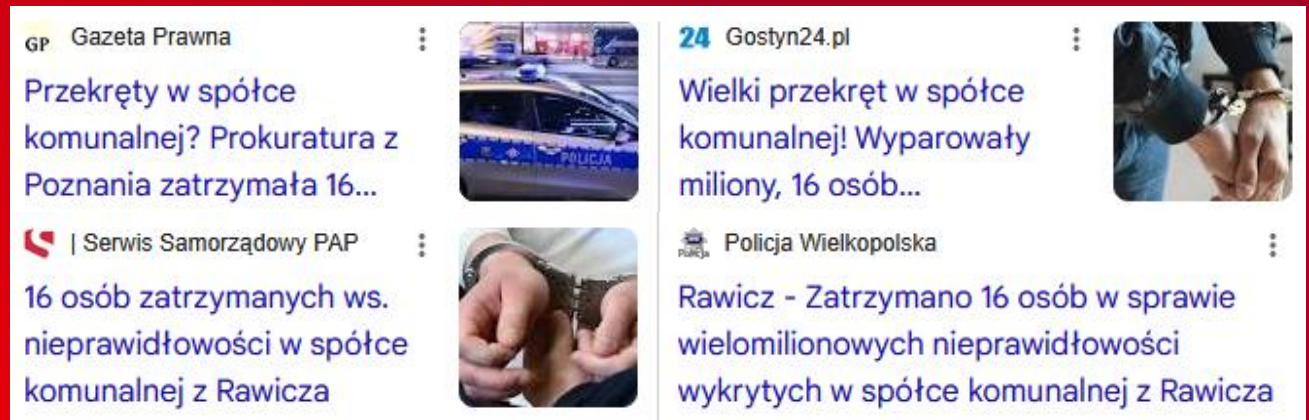 GP Gazeta Prawna
Przekręty w spółce
komunalnej? Prokuratura z
Poznania zatrzymała 16...
POLICJA
24 Gostyn24.pl
Wielki przekręt w spółce
komunalnej! Wyparowały
miliony, 16 osób...
| Serwis Samorządowy PAP
16 osób zatrzymanych ws.
nieprawidłowości w spółce
komunalnej z Rawicza
Policja Policja Wielkopolska
Rawicz - Zatrzymano 16 osób w sprawie
wielomilionowych nieprawidłowości
wykrytych w spółce komunalnej z Rawicza